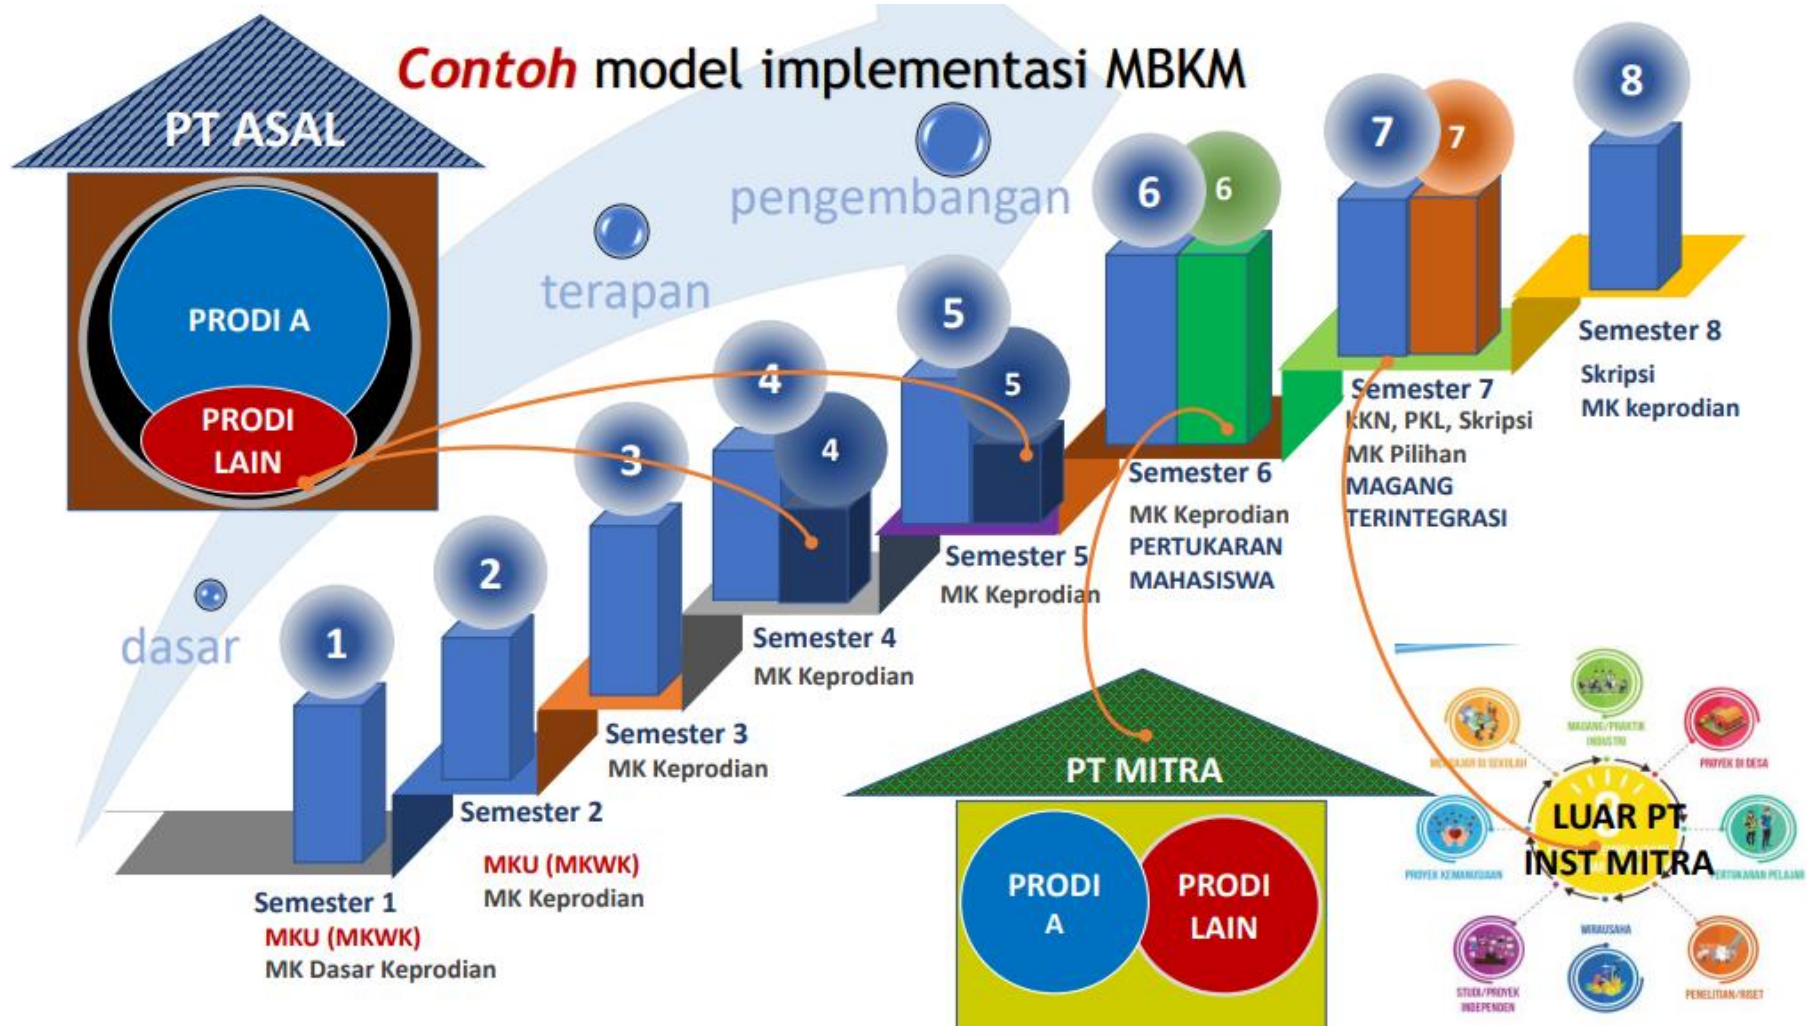 Contoh model implementasi MBKM
PT ASAL
PRODI A
PRODI
LAIN
dasar
terapan
pengembangan
1
2
3
4
4
5
5
6
6
7
7
8
Semester 1
MKU (MKWK)
MK Dasar Keprodian
Semester 2
MKU (MKWK)
MK Keprodian
Semester 3
MK Keprodian
Semester 4
MK Keprodian
Semester 5
MK Keprodian
Semester 6
MK Keprodian
PERTUKARAN
MAHASISWA
Semester 7
kKN, PKL, Skripsi
MK Pilihan
MAGANG
TERINTEGRASI
Semester 8
Skripsi
MK keprodian
PT MITRA
PRODI
A
PRODI
LAIN
LUAR PT
INST MITRA
MAGANG/PRAKTIK
INDUSTRI
PROYEK DI DESA
PERTUKARAN PELAJAR
PENELITIAN/RISET
WIRAUSAHA
STUDI/PROYEK
INDEPENDEN
PROYEK KEMANUSIAAN
MENGAJAR DI SEKOLAH